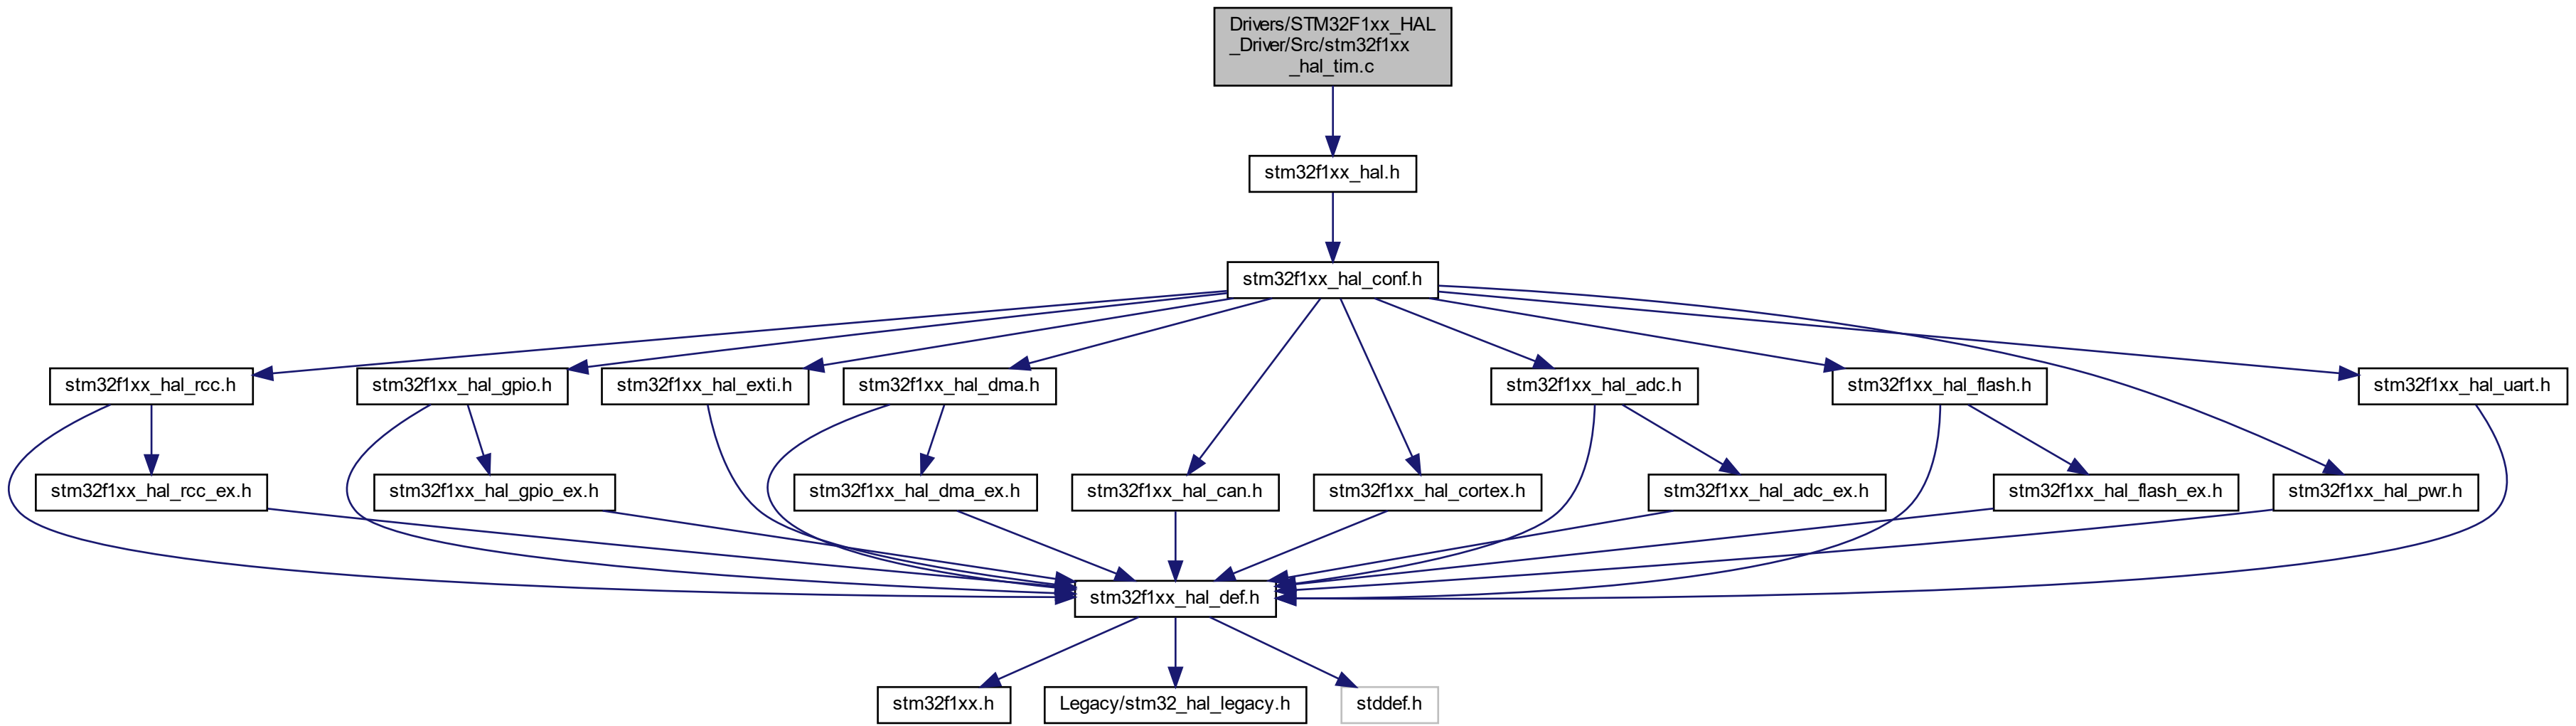 Drivers/STM32F1xx_HAL
_Driver/Src/stm32f1xx
_hal_tim.c
stm32f1xx_hal.h
stm32f1xx_hal_conf.h
stm32f1xx_hal_rcc.h
stm32f1xx_hal_gpio.h
stm32f1xx_hal_exti.h
stm32f1xx_hal_dma.h
stm32f1xx_hal_adc.h
stm32f1xx_hal_flash.h
stm32f1xx_hal_uart.h
stm32f1xx_hal_rcc_ex.h
stm32f1xx_hal_gpio_ex.h
stm32f1xx_hal_dma_ex.h
stm32f1xx_hal_can.h
stm32f1xx_hal_cortex.h
stm32f1xx_hal_adc_ex.h
stm32f1xx_hal_flash_ex.h
stm32f1xx_hal_pwr.h
stm32f1xx_hal_def.h
stm32f1xx.h
Legacy/stm32_hal_legacy.h
stddef.h